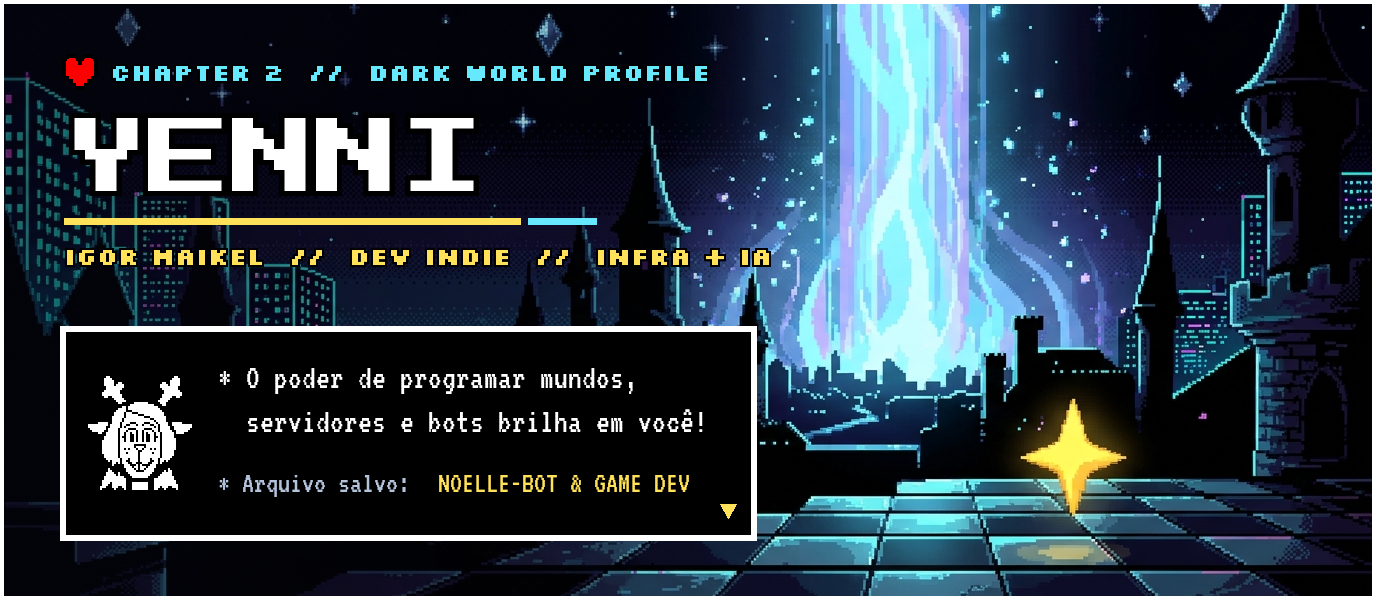 CHAPTER 2 // DARK WORLD PROFILE
YENNI
IGOR MAIKEL // DEV INDIE // INFRA + IA
* O poder de programar mundos,
servidores e bots brilha em você!
* Arquivo salvo: NOELLE-BOT & GAME DEV